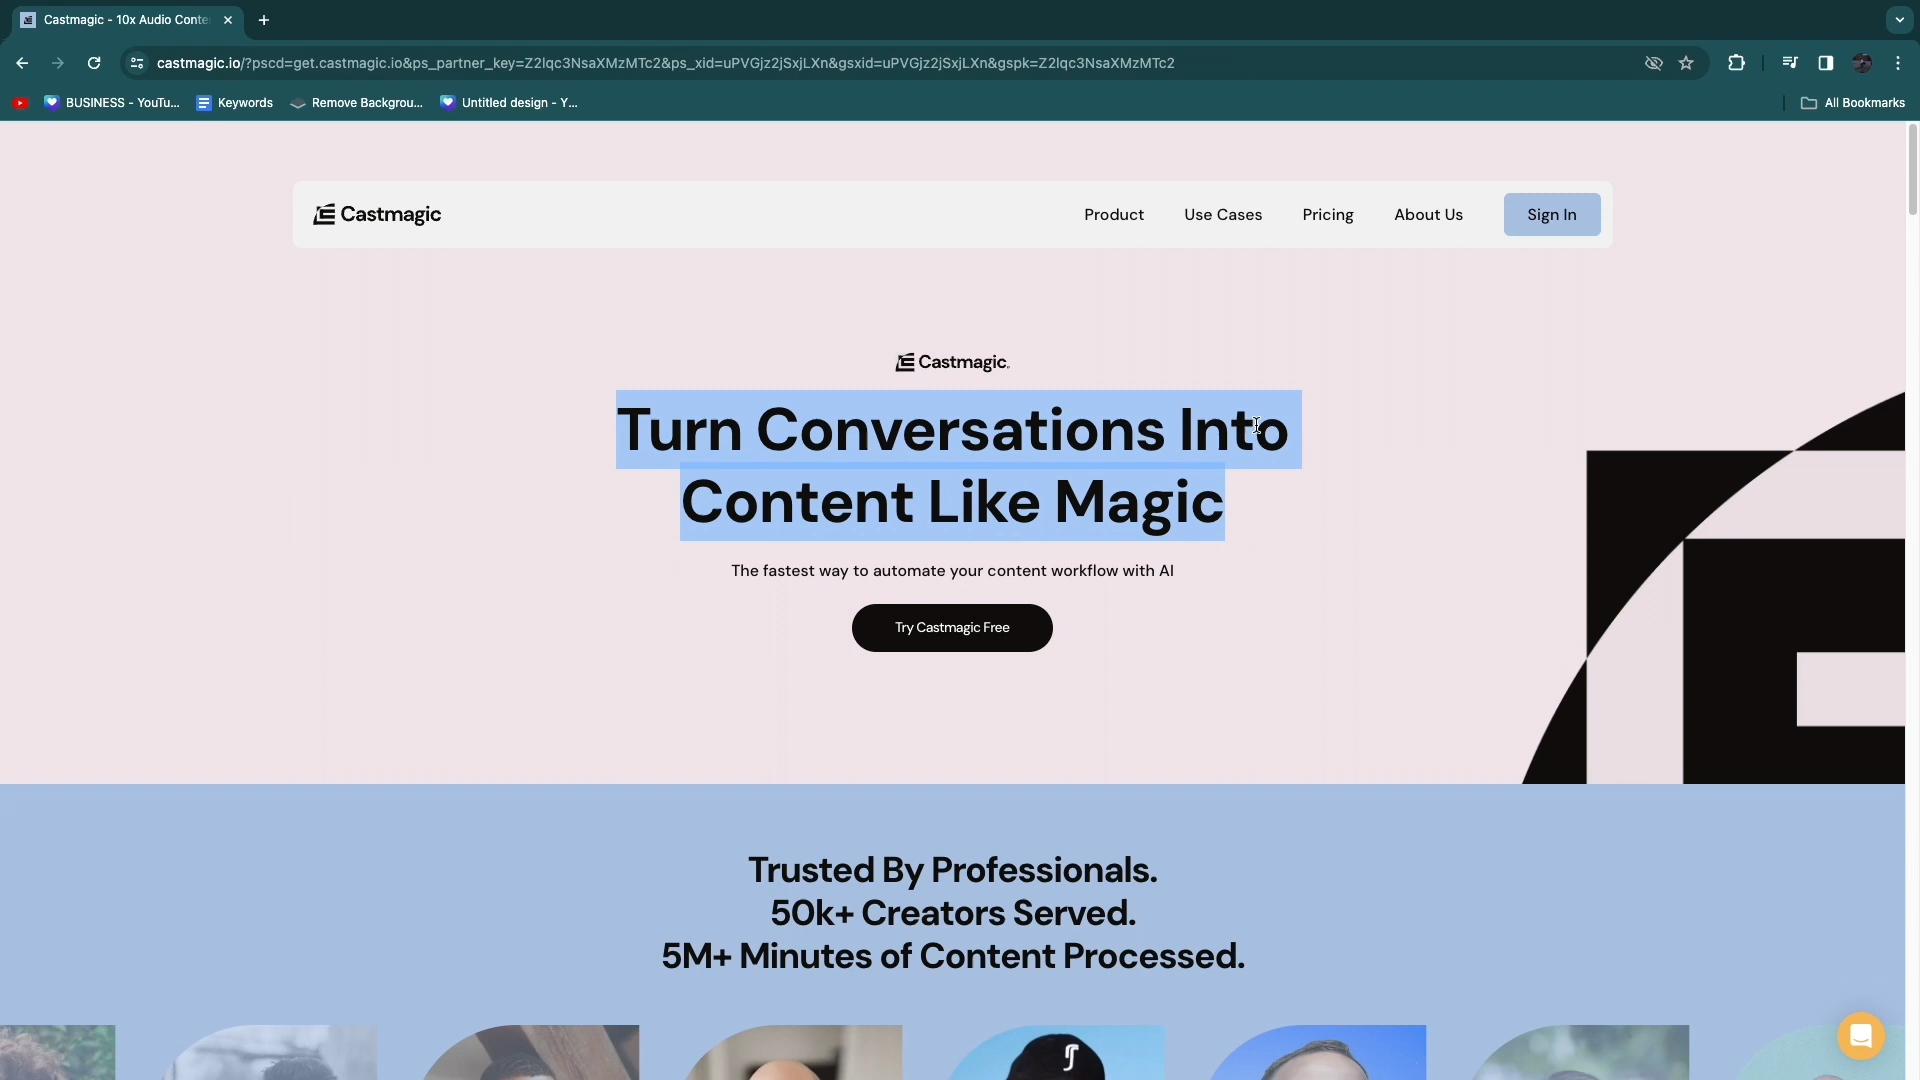 Castmagic - 10x Audio Conte
castmagic.io/?pscd=get.castmagic.io&ps_partner_key=Z2lqc3NsaXMzMTc2&ps_xid=uPVGjz2jSxjLXn&gsxid=uPVGjz2jSxjLXn&gspk=Z2lqc3NsaXMzMTc2
BUSINESS - YouTu... Keywords Remove Backgrou... Untitled design - Y... All Bookmarks
Castmagic Product Use Cases Pricing About Us Sign In
Castmagic
Turn Conversations Into
Content Like Magic
The fastest way to automate your content workflow with AI
Try Castmagic Free
Trusted By Professionals.
50k+ Creators Served.
5M+ Minutes of Content Processed.